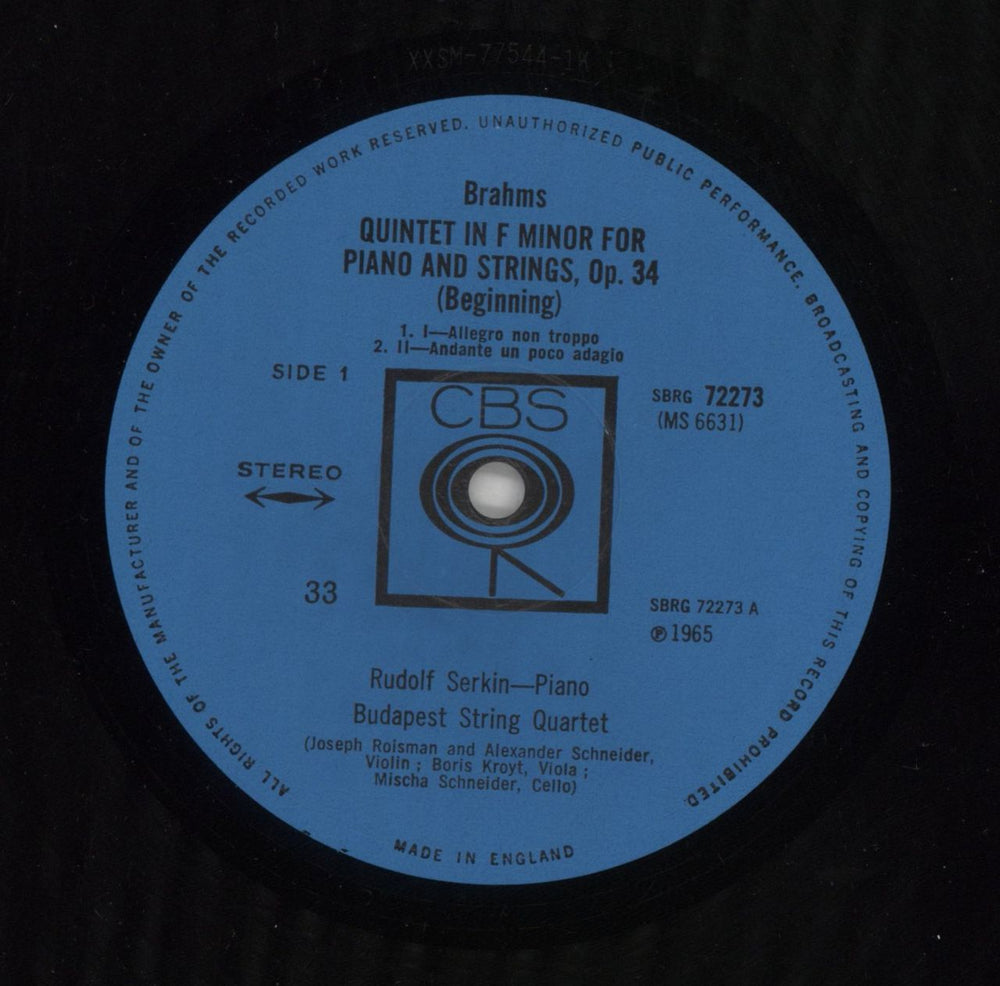 XXSM-77544-1K
ALL RIGHTS OF THE MANUFACTURER AND OF THE OWNER OF THE RECORDED WORK RESERVED. UNAUTHORIZED PUBLIC PERFORMANCE. BROADCASTING AND COPYING OF THIS RECORD PROHIBITED.
Brahms
QUINTET IN F MINOR FOR
PIANO AND STRINGS, Op. 34
(Beginning)
1. I—Allegro non troppo
2. II—Andante un poco adagio
SIDE 1
CBS
SBRG 72273
(MS 6631)
STEREO
33
SBRG 72273 A
℗ 1965
Rudolf Serkin—Piano
Budapest String Quartet
(Joseph Roisman and Alexander Schneider,
Violin ; Boris Kroyt, Viola ;
Mischa Schneider, Cello)
MADE IN ENGLAND